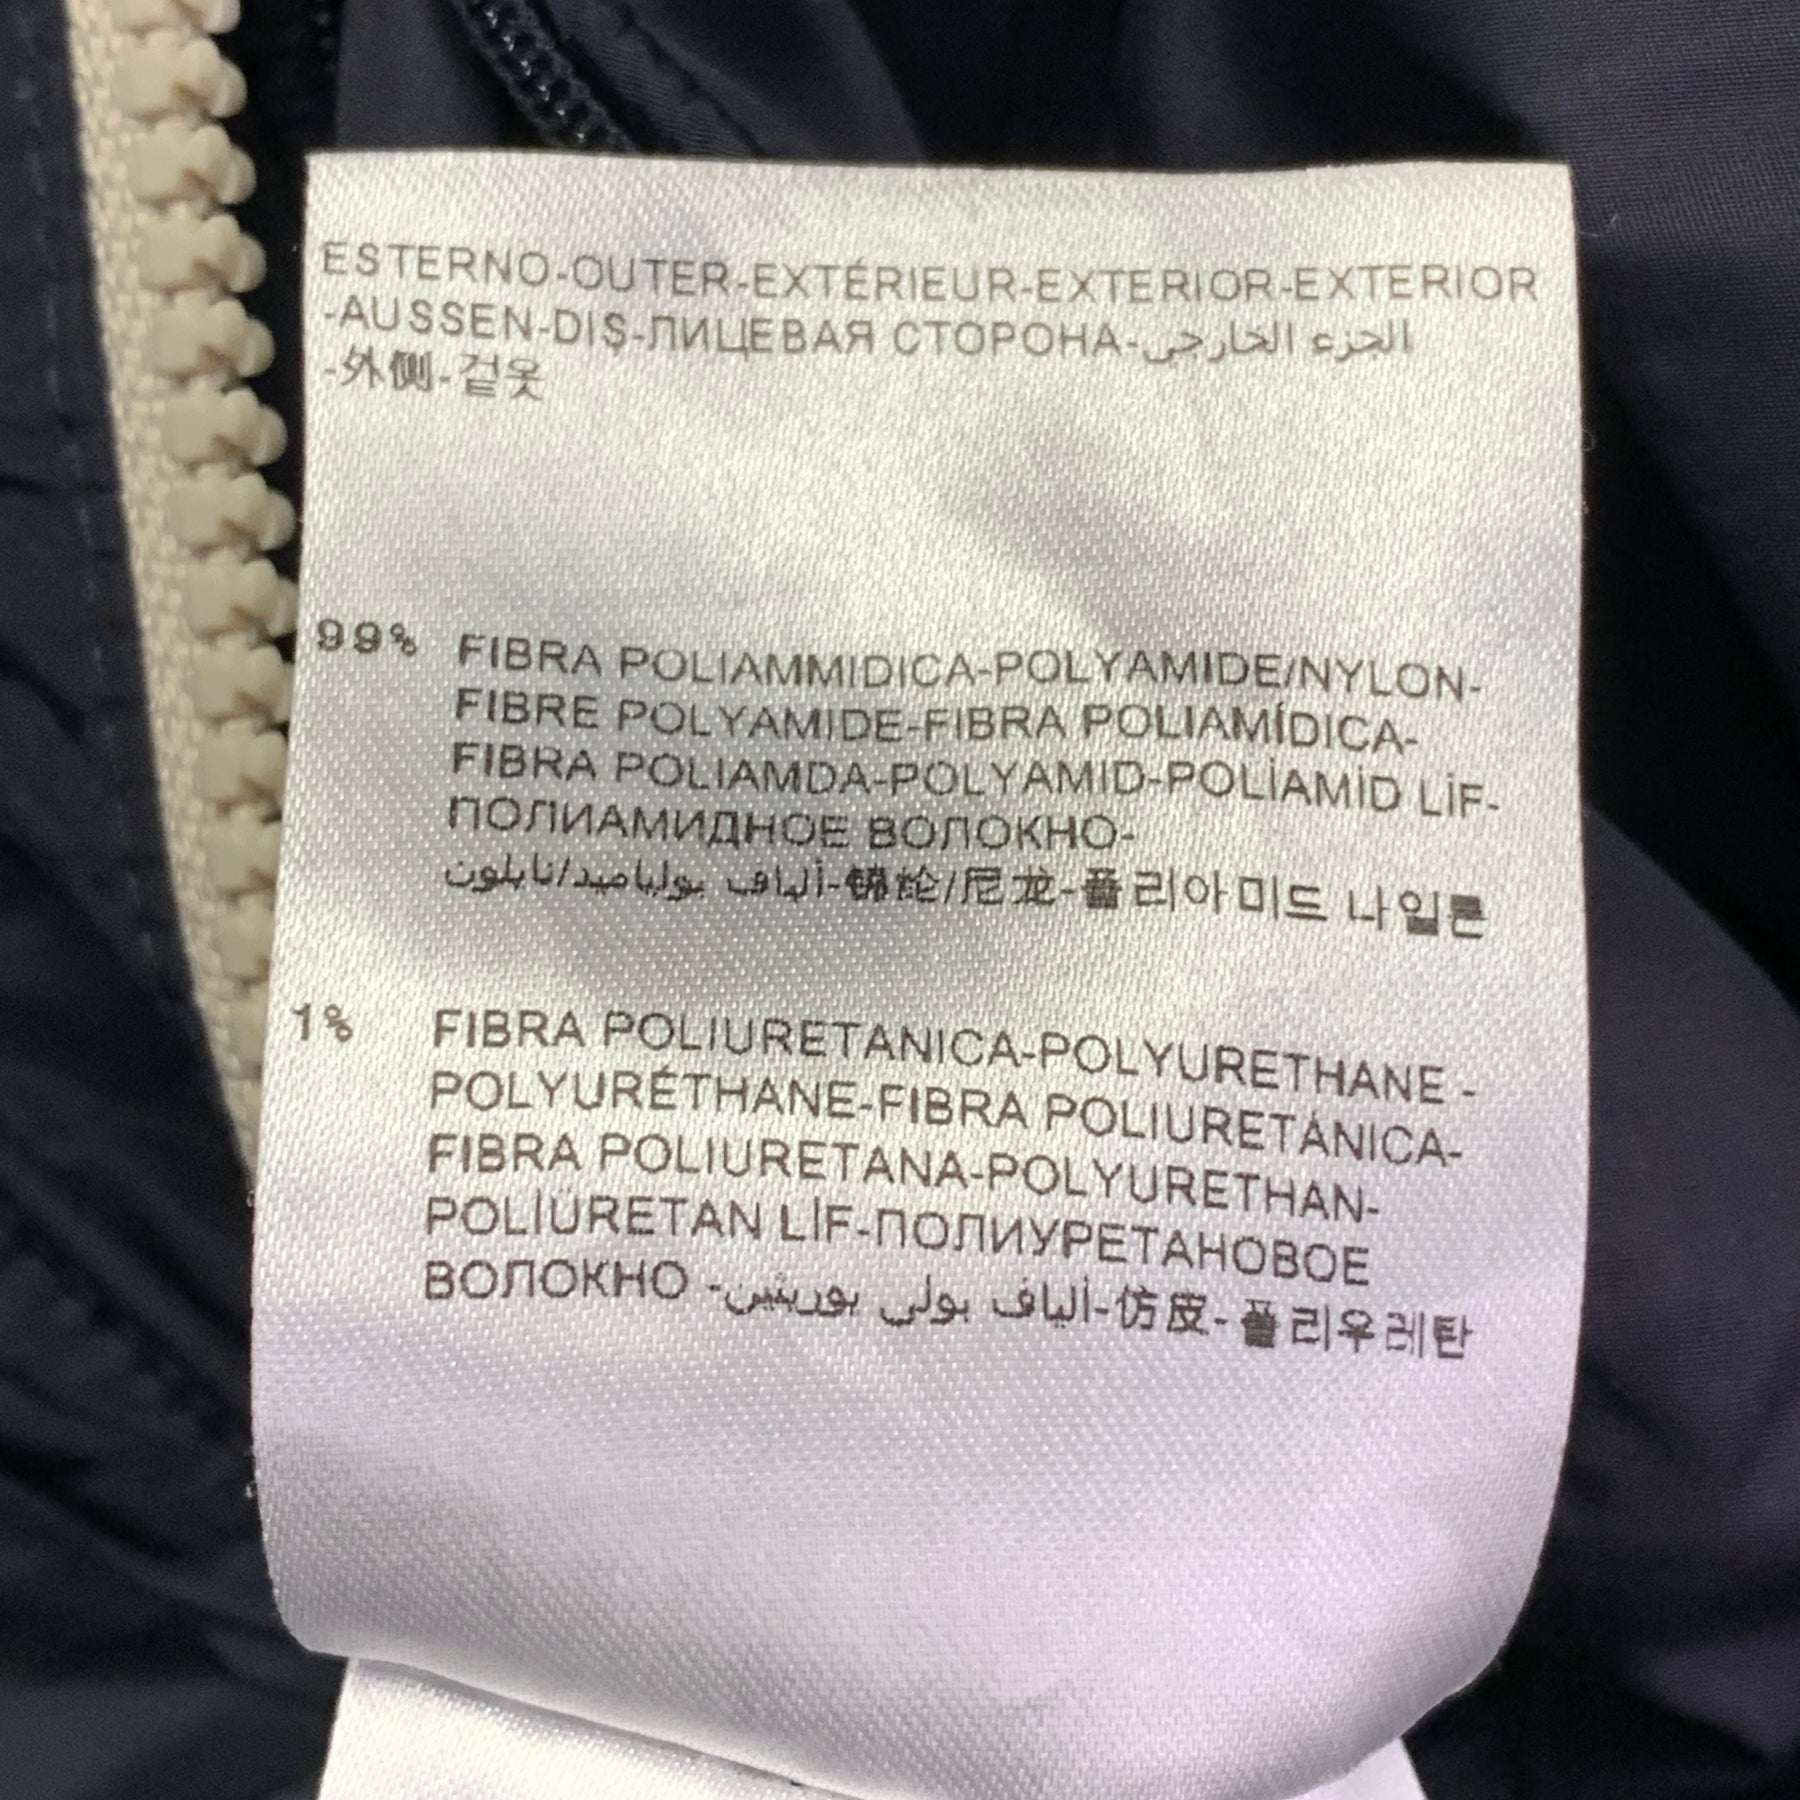 ESTERNO-OUTER-EXTÉRIEUR-EXTERIOR-EXTERIOR
-AUSSEN-DIŞ-ЛИЦЕВАЯ СТОРОНА-الجزء الخارجي
-外侧-겉옷
99% FIBRA POLIAMMIDICA-POLYAMIDE/NYLON-
FIBRE POLYAMIDE-FIBRA POLIAMÍDICA-
FIBRA POLIAMDA-POLYAMID-POLİAMİD LİF-
ПОЛИАМИДНОЕ ВОЛОКНО-
ألياف بولياميد/نايلون-锦纶/尼龙-폴리아미드 나일론
1% FIBRA POLIURETANICA-POLYURETHANE -
POLYURÉTHANE-FIBRA POLIURETÁNICA-
FIBRA POLIURETANA-POLYURETHAN-
POLİÜRETAN LİF-ПОЛИУРЕТАНОВОЕ
ВОЛОКНО -ألياف بولي يوريثين-仿皮-폴리우레탄